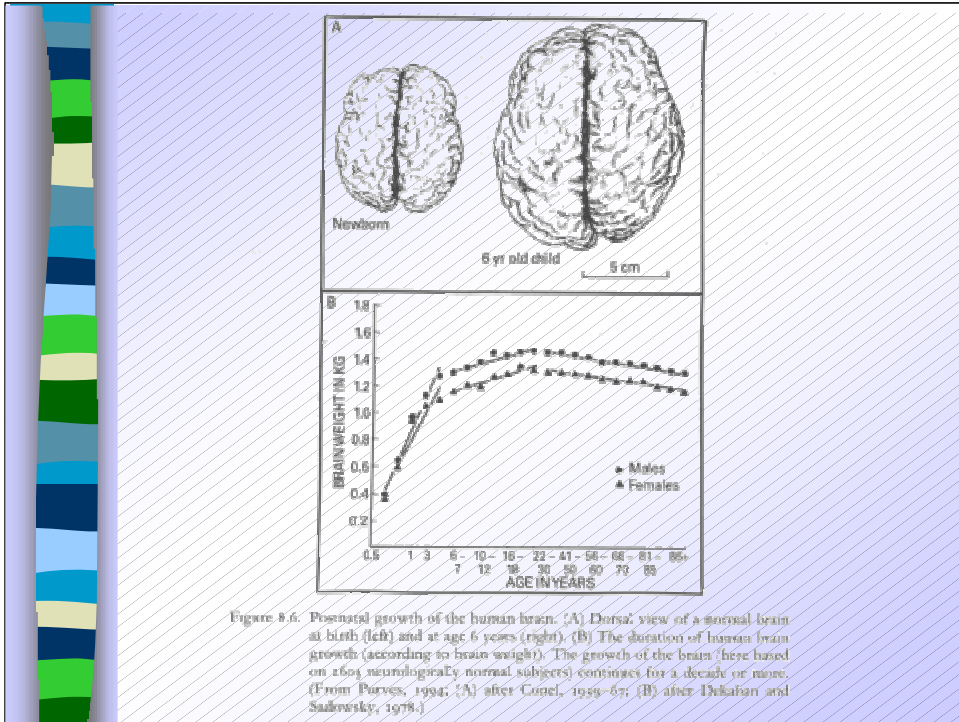 A
Newborn
6 yr old child
5 cm
B
1.8
1.6
1.4
1.2
1.0
0.8
0.6
0.4
0.2
BRAIN WEIGHT IN KG
Males
Females
0.5 1 3 6– 10– 16– 22– 41– 56– 66– 81– 86+
7 12 18 30 50 60 70 85
AGE IN YEARS
Figure 8.6. Postnatal growth of the human brain. (A) Dorsal view of a normal brain
at birth (left) and at age 6 years (right). (B) The duration of human brain
growth (according to brain weight). The growth of the brain (here based
on 2603 neurologically normal subjects) continues for a decade or more.
(From Purves, 1994; (A) after Conel, 1939–67; (B) after Dekaban and
Sadowsky, 1978.)